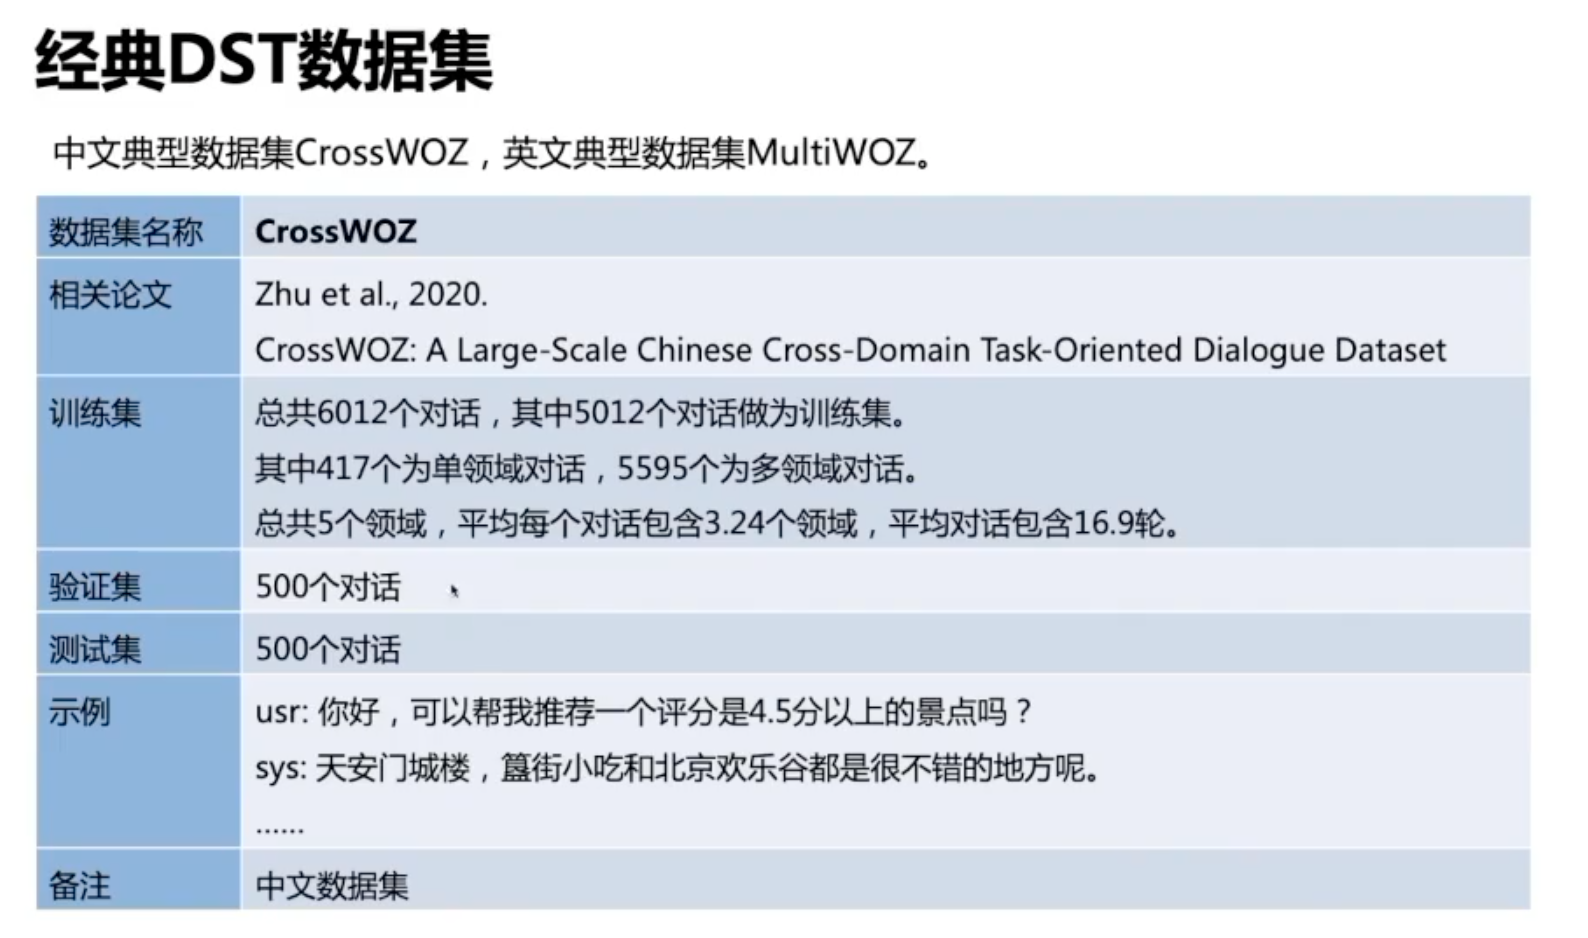 经典DST数据集
中文典型数据集CrossWOZ，英文典型数据集MultiWOZ。
数据集名称 CrossWOZ
相关论文 Zhu et al., 2020.
CrossWOZ: A Large-Scale Chinese Cross-Domain Task-Oriented Dialogue Dataset
训练集 总共6012个对话，其中5012个对话做为训练集。
其中417个为单领域对话，5595个为多领域对话。
总共5个领域，平均每个对话包含3.24个领域，平均对话包含16.9轮。
验证集 500个对话
测试集 500个对话
示例 usr: 你好，可以帮我推荐一个评分是4.5分以上的景点吗？
sys: 天安门城楼，簋街小吃和北京欢乐谷都是很不错的地方呢。
......
备注 中文数据集